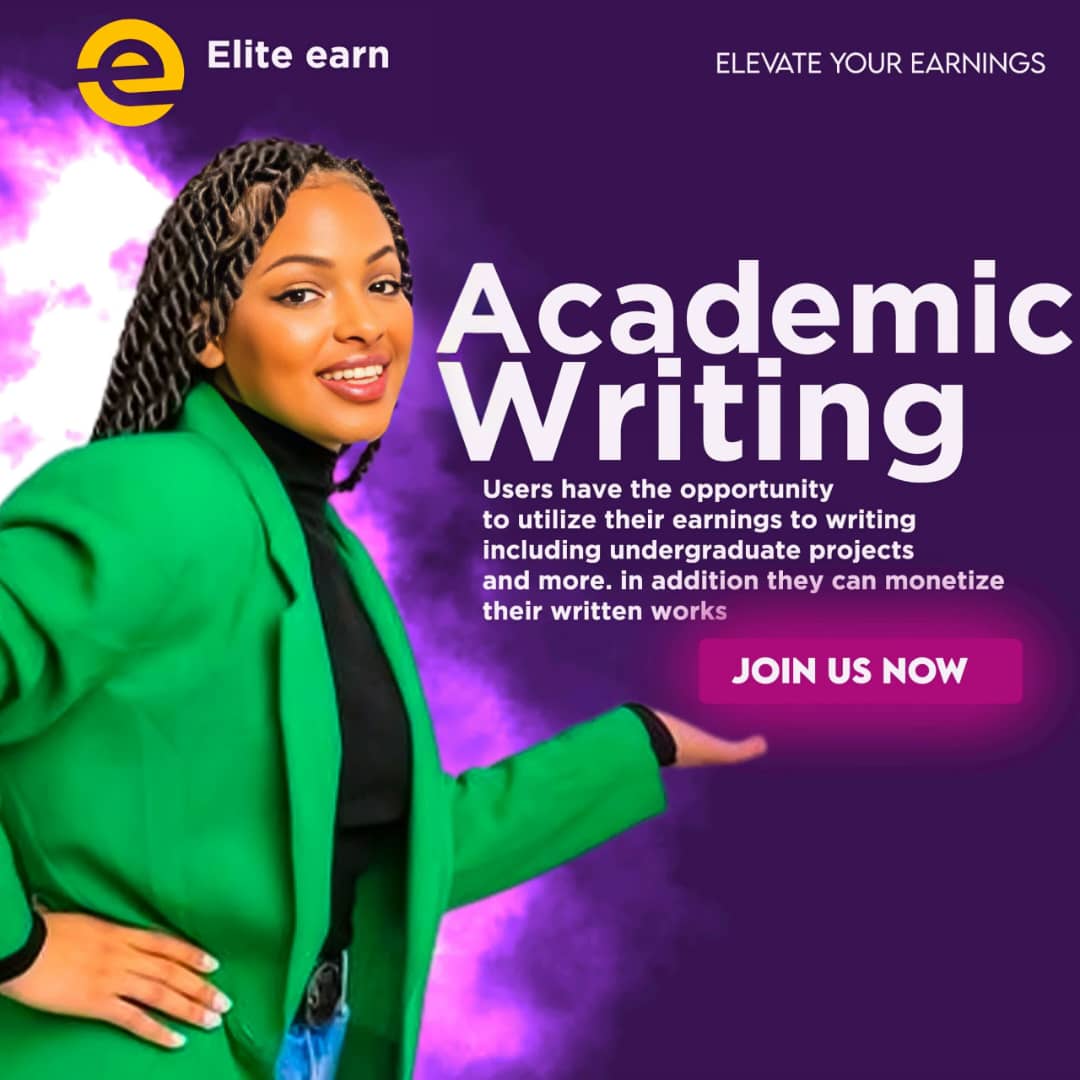 Elite earn
ELEVATE YOUR EARNINGS
Academic
Writing
Users have the opportunity
to utilize their earnings to writing
including undergraduate projects
and more. in addition they can monetize
their written works
JOIN US NOW